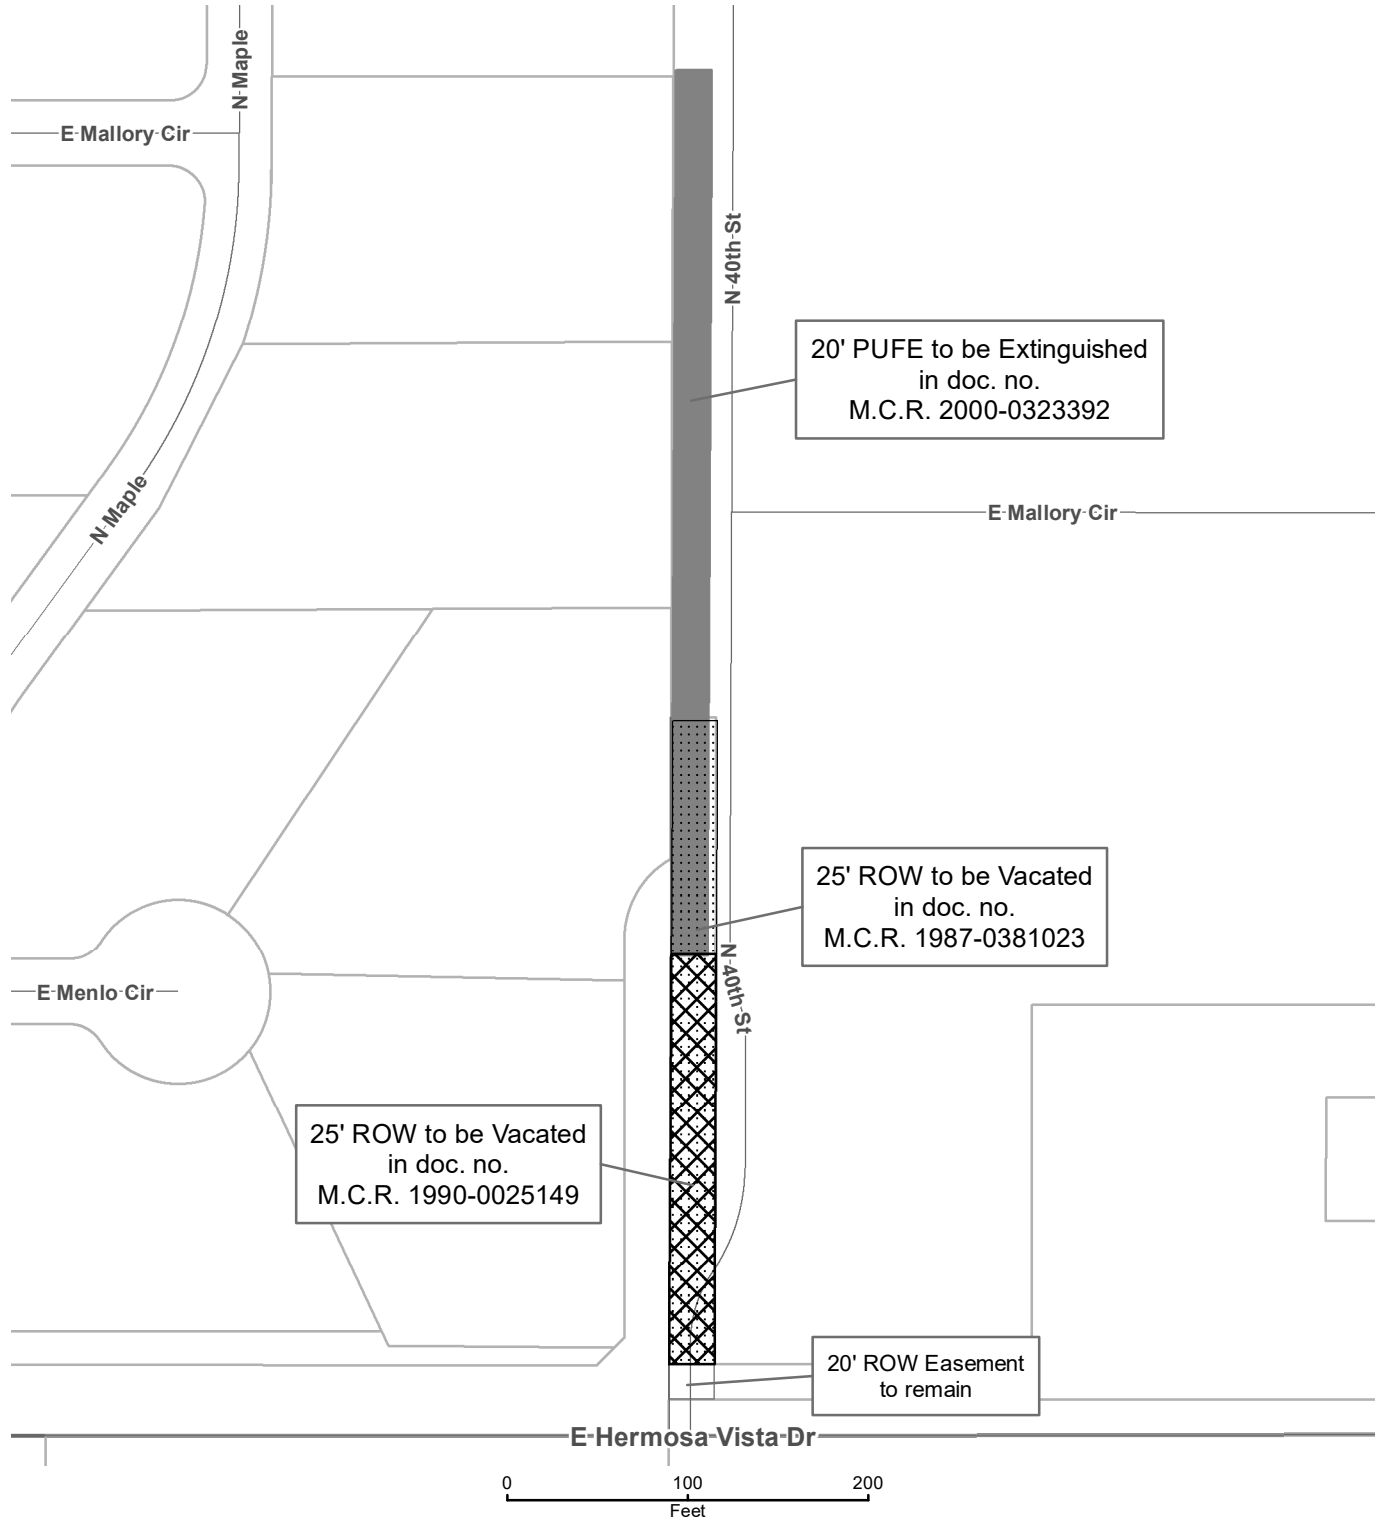 N Maple
E Mallory Cir
N 40th St
20' PUFE to be Extinguished
in doc. no.
M.C.R. 2000-0323392
N Maple
E Mallory Cir
25' ROW to be Vacated
in doc. no.
M.C.R. 1987-0381023
N 40th St
E Menlo Cir
25' ROW to be Vacated
in doc. no.
M.C.R. 1990-0025149
20' ROW Easement
to remain
E Hermosa Vista Dr
0 100 200
Feet